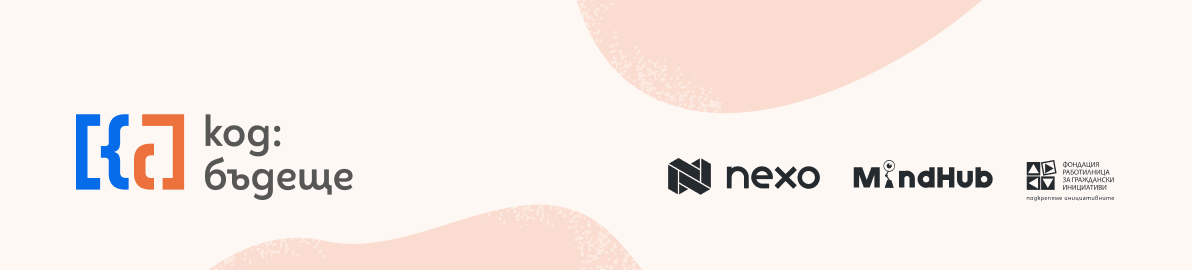 код:
бъдеще
nexo
MindHub
ФОНДАЦИЯ
РАБОТИЛНИЦА
ЗА ГРАЖДАНСКИ
ИНИЦИАТИВИ
подкрепяме инициативните